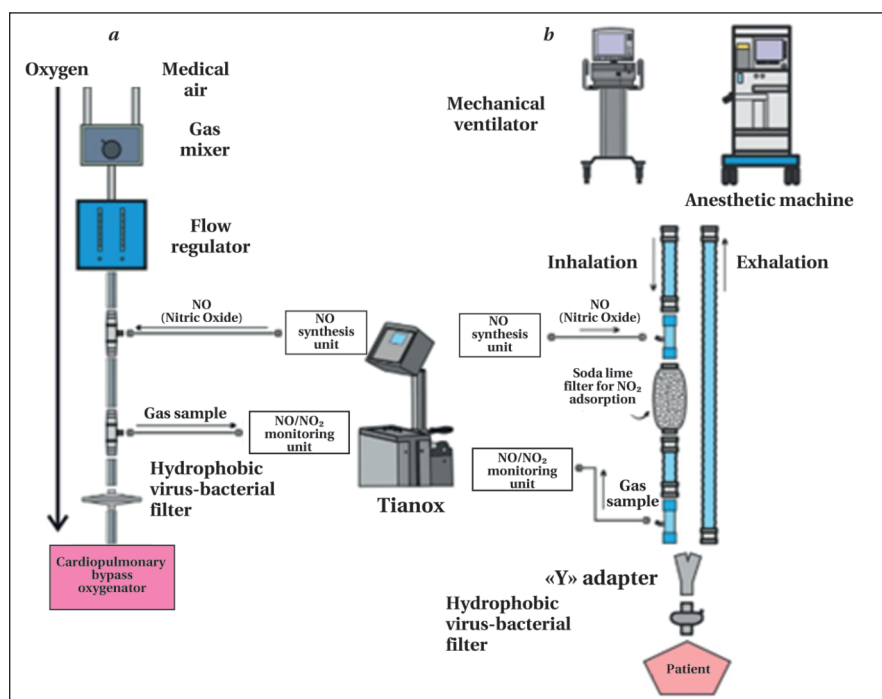 a
Oxygen
Medical
air
Gas
mixer
Flow
regulator
NO
(Nitric Oxide)
NO
synthesis
unit
Gas sample
NO/NO₂
monitoring
unit
Hydrophobic
virus-bacterial
filter
Cardiopulmonary
bypass
oxygenator
Tianox
b
Mechanical
ventilator
Anesthetic machine
Inhalation
Exhalation
NO
(Nitric Oxide)
NO
synthesis
unit
Soda lime
filter for NO₂
adsorption
NO/NO₂
monitoring
unit
Gas
sample
«Y» adapter
Hydrophobic
virus-bacterial
filter
Patient